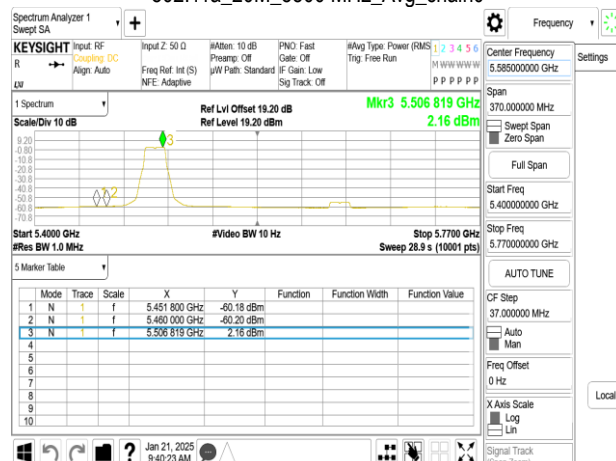 Spectrum Analyzer 1
Swept SA
Frequency
KEYSIGHT
R
Input: RF
Coupling: DC
Align: Auto
Input Z: 50 Ω
Freq Ref: Int (S)
NFE: Adaptive
#Atten: 10 dB
Preamp: Off
µW Path: Standard
PNO: Fast
Gate: Off
IF Gain: Low
Sig Track: Off
#Avg Type: Power (RMS
Trig: Free Run
1 2 3 4 5 6
M W W W W W
P P P P P P
1 Spectrum
Scale/Div 10 dB
Ref Lvl Offset 19.20 dB
Ref Level 19.20 dBm
Mkr3 5.506 819 GHz
2.16 dBm
9.20
-0.80
-10.8
-20.8
-30.8
-40.8
-50.8
-60.8
-70.8
3
2
Start 5.4000 GHz
#Res BW 1.0 MHz
#Video BW 10 Hz
Stop 5.7700 GHz
Sweep 28.9 s (10001 pts)
5 Marker Table
Mode Trace Scale X Y Function Function Width Function Value
1 N 1 f 5.451 800 GHz -60.18 dBm
2 N 1 f 5.460 000 GHz -60.20 dBm
3 N 1 f 5.506 819 GHz 2.16 dBm
4
5
6
7
8
9
10
Jan 21, 2025
9:40:23 AM
Center Frequency
5.585000000 GHz
Settings
Span
370.000000 MHz
Swept Span
Zero Span
Full Span
Start Freq
5.400000000 GHz
Stop Freq
5.770000000 GHz
AUTO TUNE
CF Step
37.000000 MHz
Auto
Man
Freq Offset
0 Hz
Local
X Axis Scale
Log
Lin
Signal Track